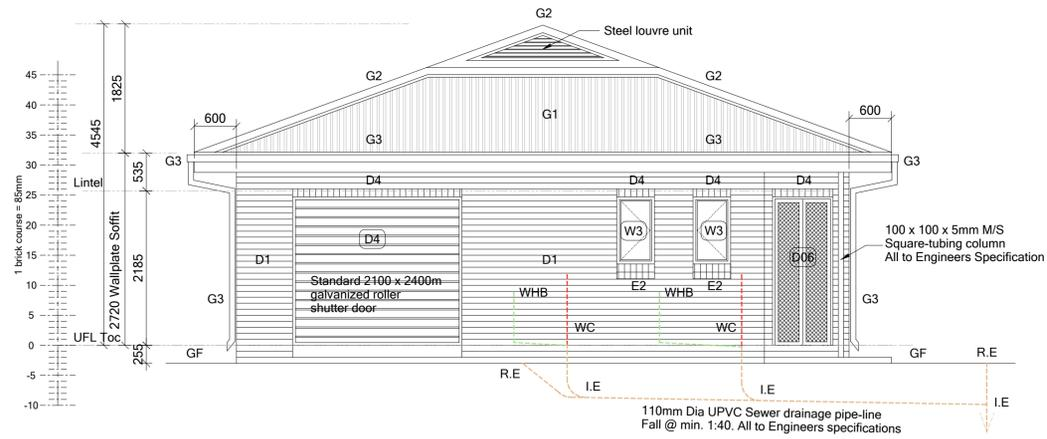 G2
Steel louvre unit
G2
G2
45
40
35
30
25
20
15
10
5
0
-5
-10
1 brick course = 85mm
4545
1825
600
G1
600
G3
G3
G3
G3
535
Lintel
D4
D4
D4
D4
2720 Wallplate Soffit
2185
D4
W3
W3
D06
100 x 100 x 5mm M/S
Square-tubing column
All to Engineers Specification
D1
D1
Standard 2100 x 2400m
galvanized roller
shutter door
E2
E2
G3
G3
WHB
WHB
WC
WC
UFL Toc
255
GF
GF
R.E
R.E
I.E
I.E
I.E
110mm Dia UPVC Sewer drainage pipe-line
Fall @ min. 1:40. All to Engineers specifications